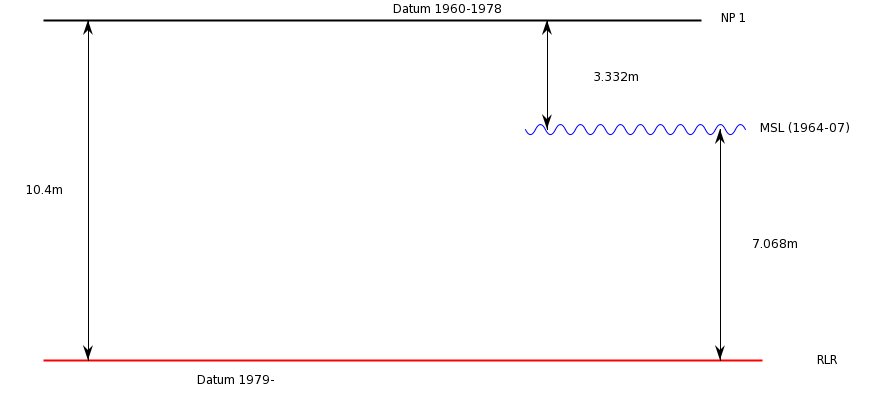 Datum 1960-1978
NP 1
3.332m
MSL (1964-07)
10.4m
7.068m
RLR
Datum 1979-